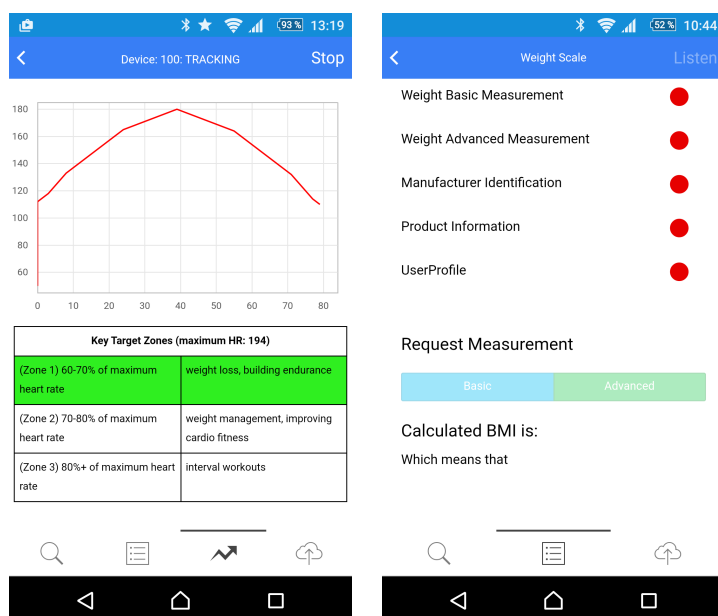 93% 13:19
Device: 100: TRACKING Stop
180
160
140
120
100
80
60
0 10 20 30 40 50 60 70 80
Key Target Zones (maximum HR: 194)
(Zone 1) 60-70% of maximum
heart rate
weight loss, building endurance
(Zone 2) 70-80% of maximum
heart rate
weight management, improving
cardio fitness
(Zone 3) 80%+ of maximum heart
rate
interval workouts
52% 10:44
Weight Scale Listen
Weight Basic Measurement
Weight Advanced Measurement
Manufacturer Identification
Product Information
UserProfile
Request Measurement
Basic Advanced
Calculated BMI is:
Which means that